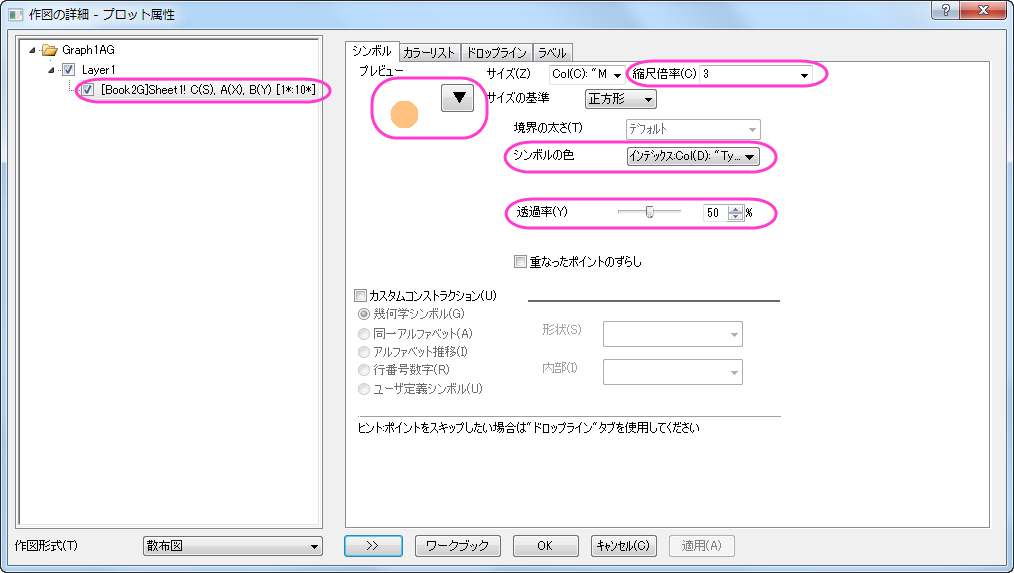 作図の詳細 - プロット属性
Graph1AG
Layer1
[Book2G]Sheet1! C(S), A(X), B(Y) [1*:10*]
シンボル カラーリスト ドロップライン ラベル
プレビュー サイズ(Z) Col(C): "M 縮尺倍率(C) 3
サイズの基準 正方形
境界の太さ(T) デフォルト
シンボルの色 インデックス:Col(D): "Ty...
透過率(Y) 50 %
重なったポイントのずらし
カスタムコンストラクション(U)
幾何学シンボル(G)
同一アルファベット(A)
アルファベット推移(I)
行番号数字(R)
ユーザ定義シンボル(U)
形状(S)
内部(I)
ヒント:ポイントをスキップしたい場合は"ドロップライン"タブを使用してください
作図形式(T) 散布図 >> ワークブック OK キャンセル(C) 適用(A)